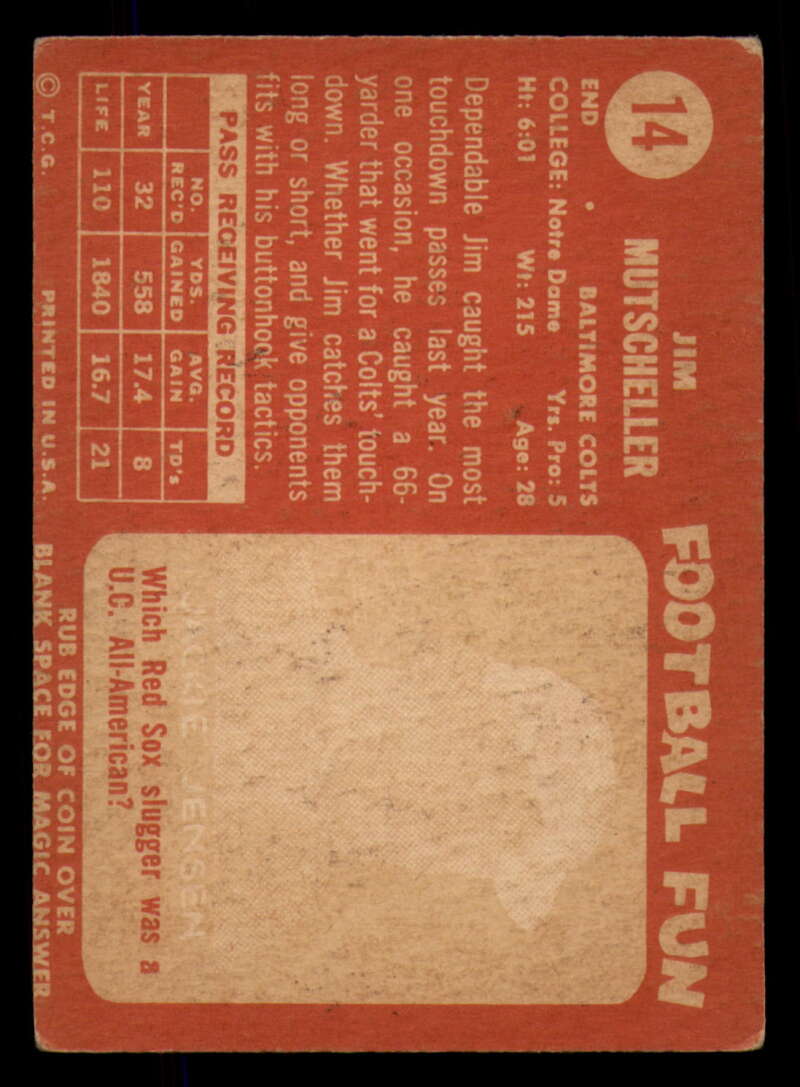 14
JIM
MUTSCHELLER
END • BALTIMORE COLTS
COLLEGE: Notre Dame Yrs. Pro: 5
Ht: 6:01 Wt: 215 Age: 28
Dependable Jim caught the most
touchdown passes last year. On
one occasion, he caught a 66-
yarder that went for a Colts' touch-
down. Whether Jim catches them
long or short, and give opponents
fits with his buttonhook tactics.
PASS RECEIVING RECORD
NO. REC'D YDS. GAINED AVG. GAIN TD's
YEAR 32 558 17.4 8
LIFE 110 1840 16.7 21
© T.C.G. PRINTED IN U.S.A.
FOOTBALL FUN
JACKIE JENSEN
Which Red Sox slugger was a
U.C. All-American?
RUB EDGE OF COIN OVER
BLANK SPACE FOR MAGIC ANSWER